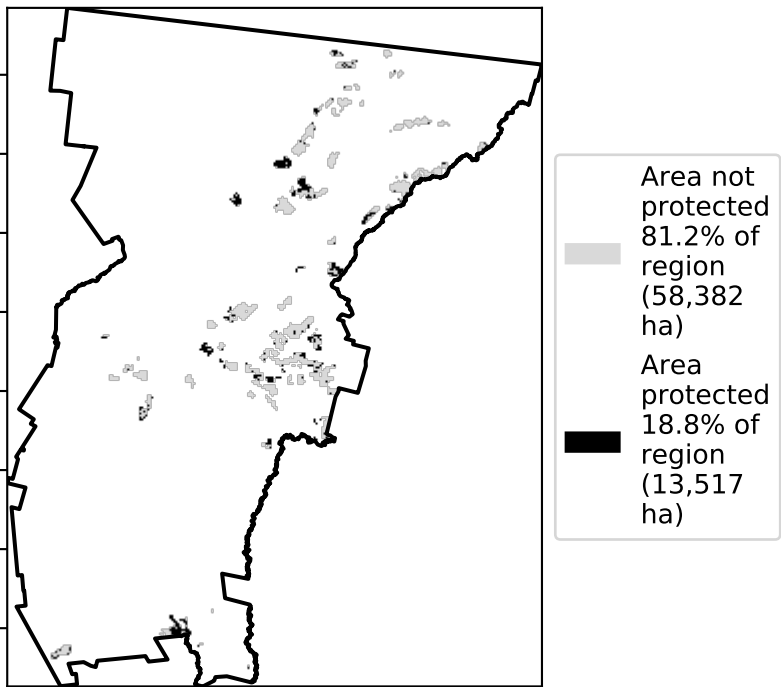 Area not
protected
81.2% of
region
(58,382
ha)
Area
protected
18.8% of
region
(13,517
ha)